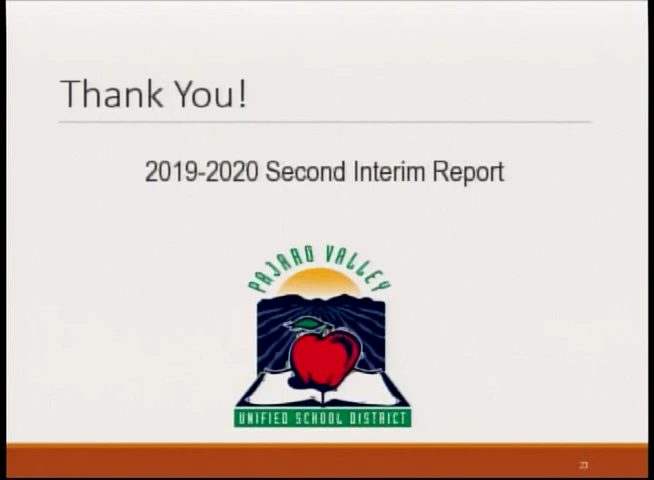 Thank You!
2019-2020 Second Interim Report
PAJARO VALLEY
UNIFIED SCHOOL DISTRICT
23